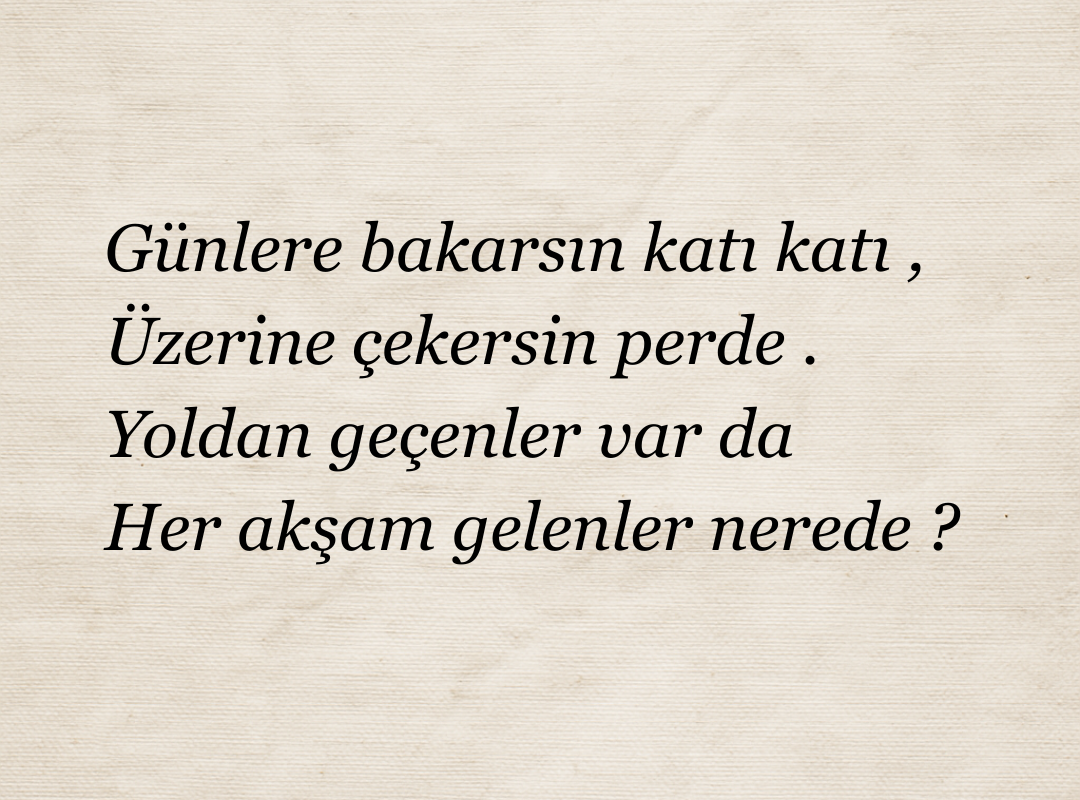 Günlere bakarsın katı katı ,
Üzerine çekersin perde .
Yoldan geçenler var da
Her akşam gelenler nerede ?